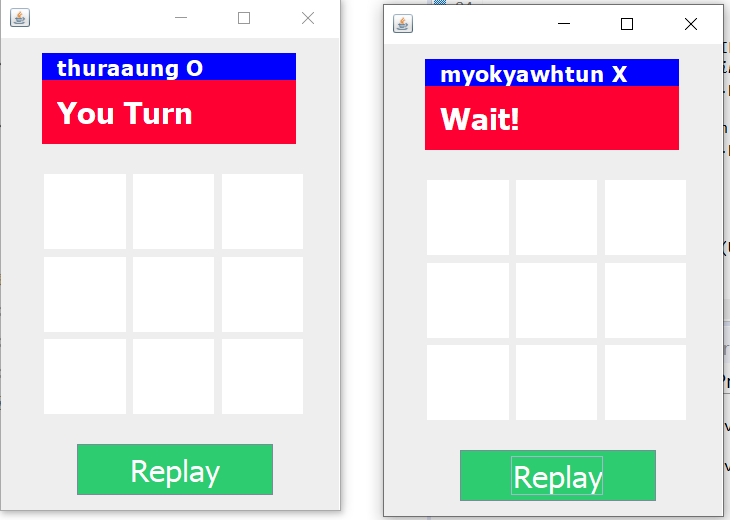 thuraaung O
You Turn
Replay
myokyawhtun X
Wait!
Replay